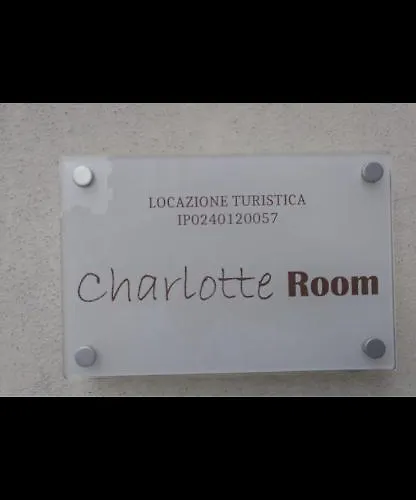 LOCAZIONE TURISTICA
IP0240120057
Charlotte Room